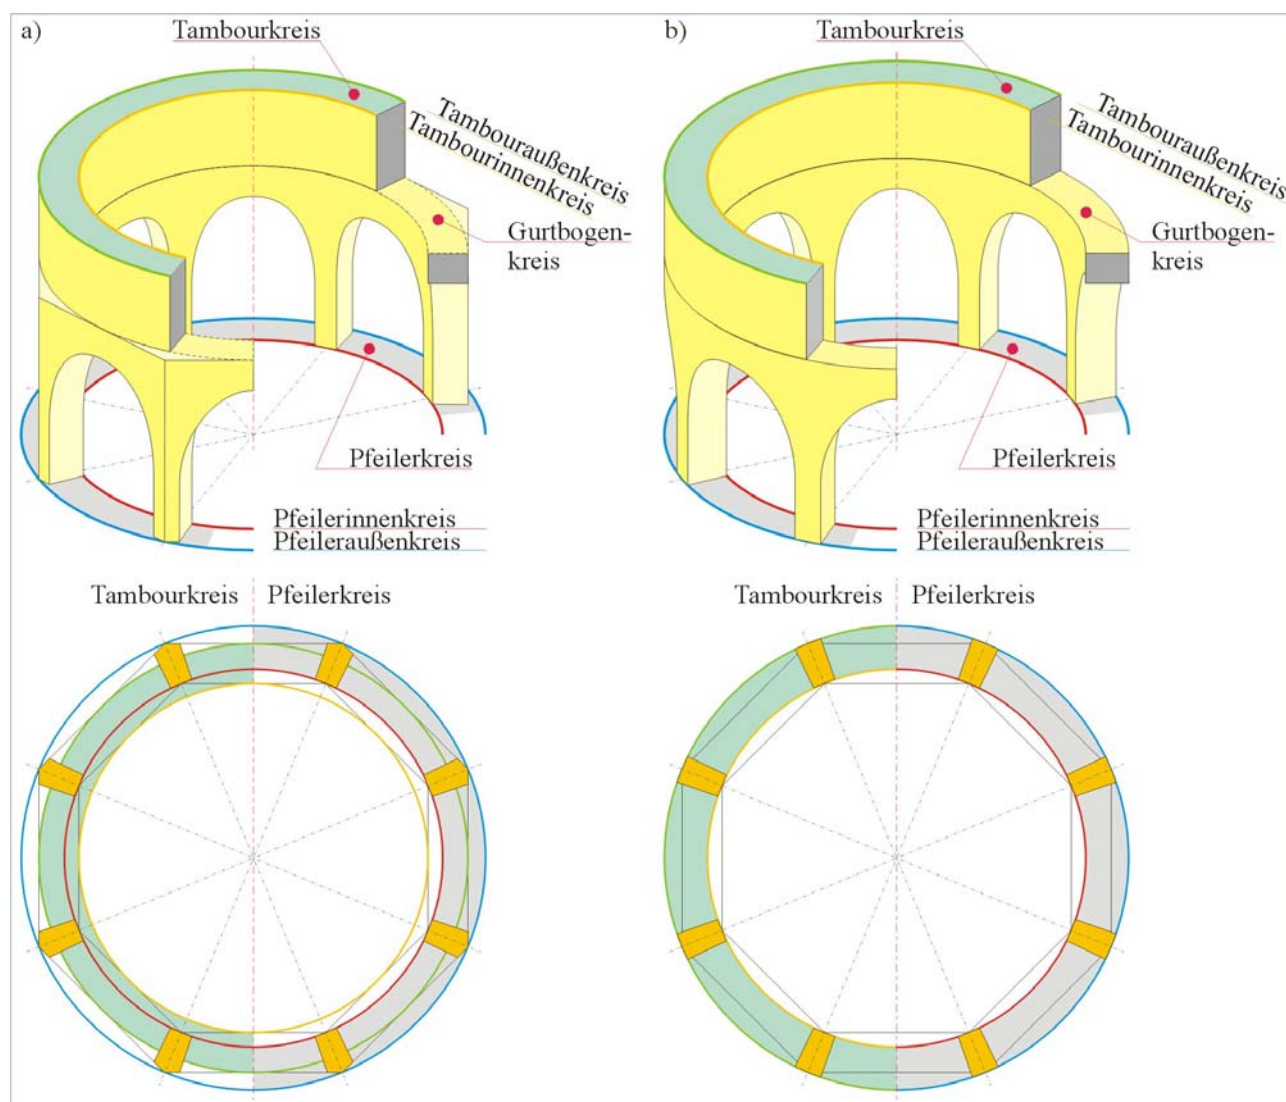 a)
Tambourkreis
Tambouraußenkreis
Tambourinnenkreis
Gurtbogen-
kreis
Pfeilerkreis
Pfeilerinnenkreis
Pfeileraußenkreis
Tambourkreis
Pfeilerkreis
b)
Tambourkreis
Tambouraußenkreis
Tambourinnenkreis
Gurtbogen-
kreis
Pfeilerkreis
Pfeilerinnenkreis
Pfeileraußenkreis
Tambourkreis
Pfeilerkreis